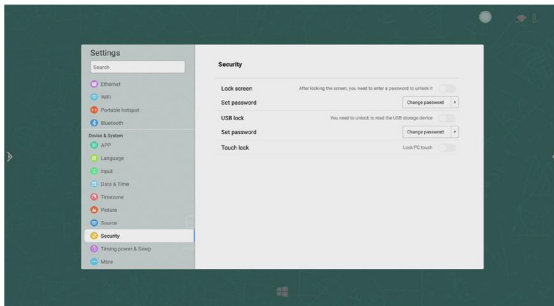 Settings
Search
Ethernet
WiFi
Portable hotspot
Bluetooth
Device & System
APP
Language
Input
Date & Time
Timezone
Picture
Source
Security
Timing power & Sleep
More
Security
Lock screen After locking the screen, you need to enter a password to unlock it
Set password Change password
USB lock You need to unlock to read the USB storage device
Set password Change password
Touch lock Lock PC touch